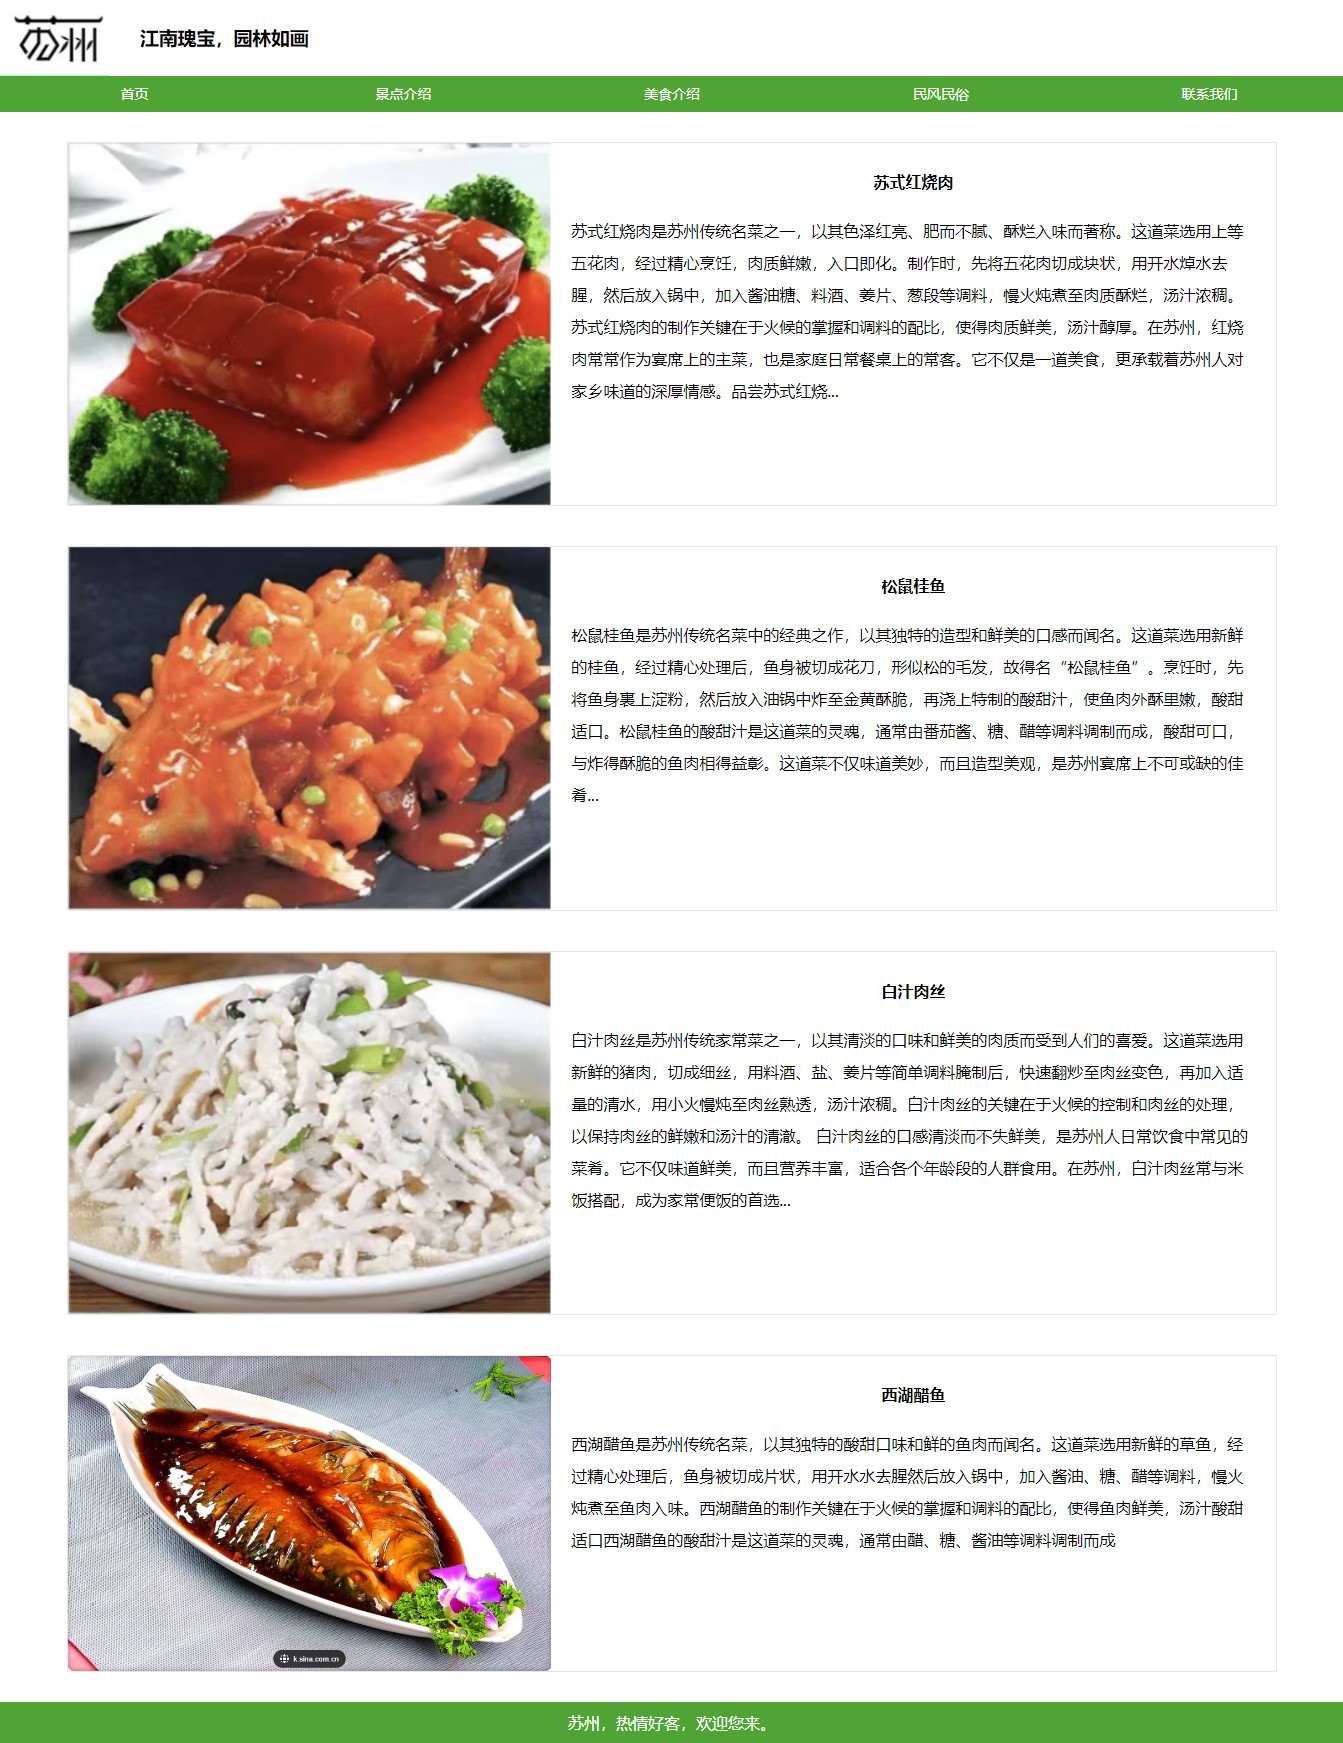 苏州
江南瑰宝，园林如画
首页 景点介绍 美食介绍 民风民俗 联系我们
苏式红烧肉
苏式红烧肉是苏州传统名菜之一，以其色泽红亮、肥而不腻、酥烂入味而著称。这道菜选用上等
五花肉，经过精心烹饪，肉质鲜嫩，入口即化。制作时，先将五花肉切成块状，用开水焯水去
腥，然后放入锅中，加入酱油糖、料酒、姜片、葱段等调料，慢火炖煮至肉质酥烂，汤汁浓稠。
苏式红烧肉的制作关键在于火候的掌握和调料的配比，使得肉质鲜美，汤汁醇厚。在苏州，红烧
肉常常作为宴席上的主菜，也是家庭日常餐桌上的常客。它不仅是一道美食，更承载着苏州人对
家乡味道的深厚情感。品尝苏式红烧...
松鼠桂鱼
松鼠桂鱼是苏州传统名菜中的经典之作，以其独特的造型和鲜美的口感而闻名。这道菜选用新鲜
的桂鱼，经过精心处理后，鱼身被切成花刀，形似松的毛发，故得名“松鼠桂鱼”。烹饪时，先
将鱼身裹上淀粉，然后放入油锅中炸至金黄酥脆，再浇上特制的酸甜汁，使鱼肉外酥里嫩，酸甜
适口。松鼠桂鱼的酸甜汁是这道菜的灵魂，通常由番茄酱、糖、醋等调料调制而成，酸甜可口，
与炸得酥脆的鱼肉相得益彰。这道菜不仅味道美妙，而且造型美观，是苏州宴席上不可或缺的佳
肴...
白汁肉丝
白汁肉丝是苏州传统家常菜之一，以其清淡的口味和鲜美的肉质而受到人们的喜爱。这道菜选用
新鲜的猪肉，切成细丝，用料酒、盐、姜片等简单调料腌制后，快速翻炒至肉丝变色，再加入适
量的清水，用小火慢炖至肉丝熟透，汤汁浓稠。白汁肉丝的关键在于火候的控制和肉丝的处理，
以保持肉丝的鲜嫩和汤汁的清澈。 白汁肉丝的口感清淡而不失鲜美，是苏州人日常饮食中常见的
菜肴。它不仅味道鲜美，而且营养丰富，适合各个年龄段的人群食用。在苏州，白汁肉丝常与米
饭搭配，成为家常便饭的首选...
西湖醋鱼
西湖醋鱼是苏州传统名菜，以其独特的酸甜口味和鲜的鱼肉而闻名。这道菜选用新鲜的草鱼，经
过精心处理后，鱼身被切成片状，用开水水去腥然后放入锅中，加入酱油、糖、醋等调料，慢火
炖煮至鱼肉入味。西湖醋鱼的制作关键在于火候的掌握和调料的配比，使得鱼肉鲜美，汤汁酸甜
适口西湖醋鱼的酸甜汁是这道菜的灵魂，通常由醋、糖、酱油等调料调制而成
k.sina.com.cn
苏州，热情好客，欢迎您来。